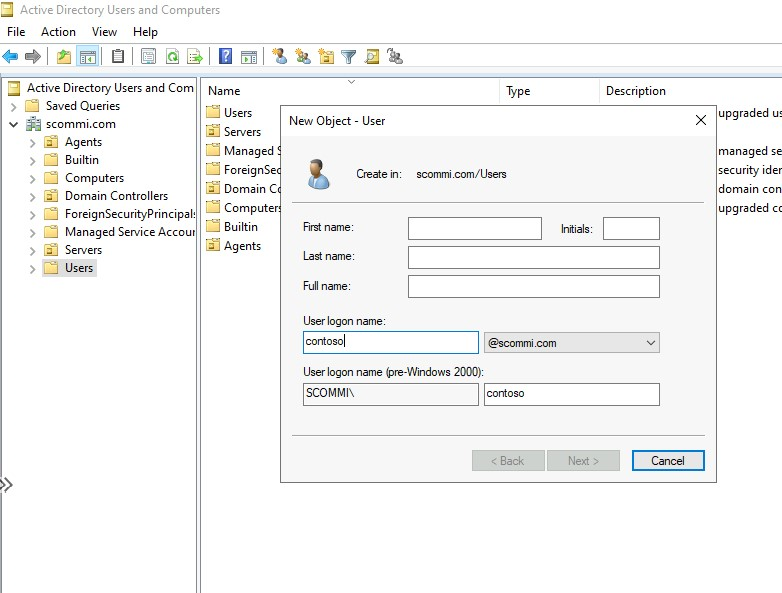 Active Directory Users and Computers
File Action View Help
Active Directory Users and Com
Saved Queries
scommi.com
Agents
Builtin
Computers
Domain Controllers
ForeignSecurityPrincipals
Managed Service Accour
Servers
Users
Name Type Description
Users upgraded us
Servers
Managed S managed se
ForeignSec security iden
Domain Co domain con
Computers upgraded co
Builtin
Agents
New Object - User
Create in: scommi.com/Users
First name: Initials:
Last name:
Full name:
User logon name:
contoso @scommi.com
User logon name (pre-Windows 2000):
SCOMMI\ contoso
< Back Next > Cancel